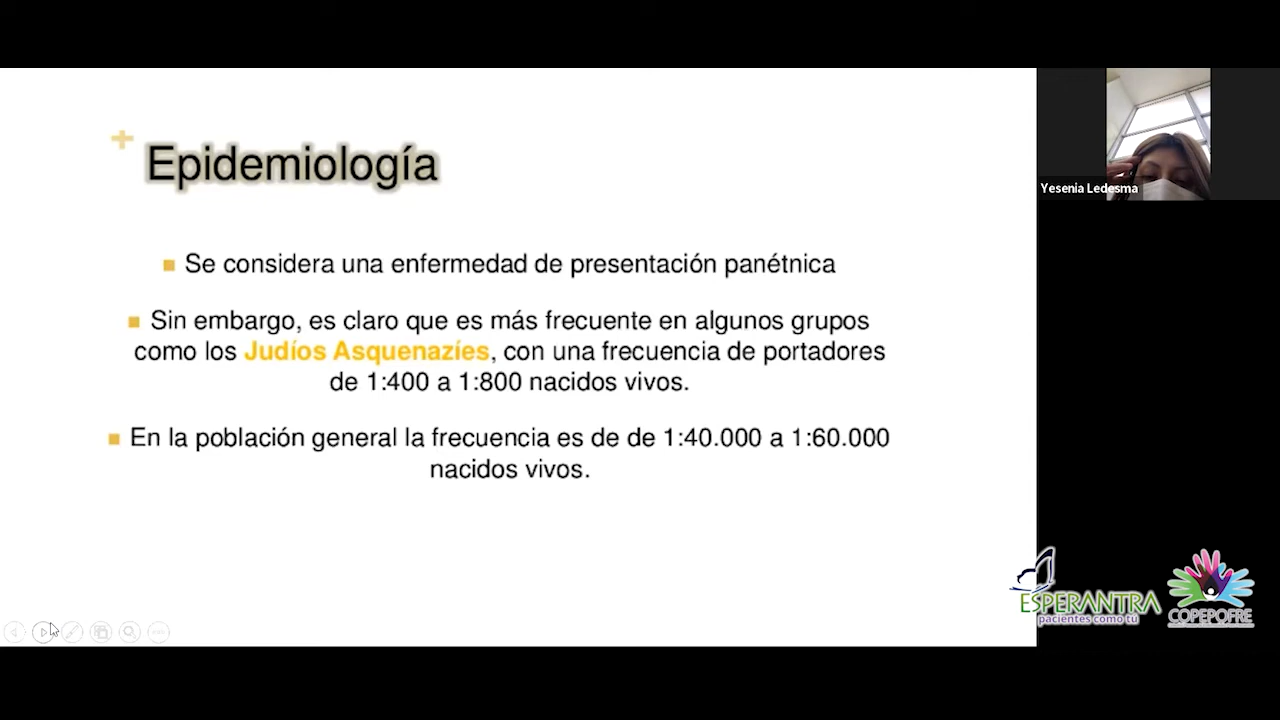 Epidemiología
Se considera una enfermedad de presentación panétnica
Sin embargo, es claro que es más frecuente en algunos grupos
como los Judíos Asquenazíes, con una frecuencia de portadores
de 1:400 a 1:800 nacidos vivos.
En la población general la frecuencia es de de 1:40.000 a 1:60.000
nacidos vivos.
Yesenia Ledesma
ESPERANTRA
pacientes como tú
COPEPOFRE